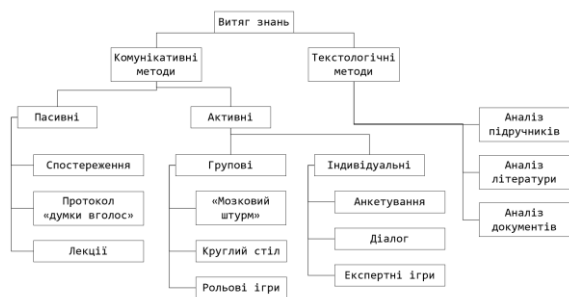 Витяг знань
Комунікативні
методи
Текстологічні
методи
Пасивні
Активні
Аналіз
підручників
Спостереження
Групові
Індивідуальні
Аналіз
літератури
Протокол
«думки вголос»
«Мозковий
штурм»
Анкетування
Аналіз
документів
Лекції
Круглий стіл
Діалог
Рольові ігри
Експертні ігри